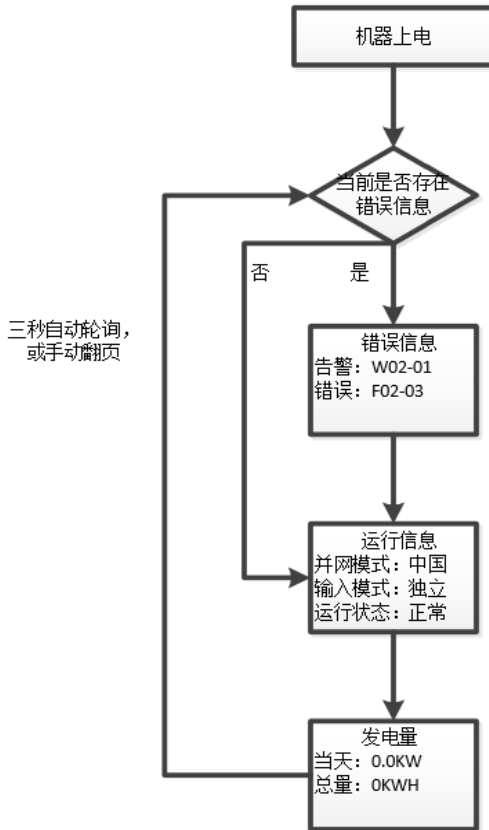 机器上电
当前是否存在
错误信息
否
是
三秒自动轮询，
或手动翻页
错误信息
告警：W02-01
错误：F02-03
运行信息
并网模式：中国
输入模式：独立
运行状态：正常
发电量
当天：0.0KW
总量：0KWH